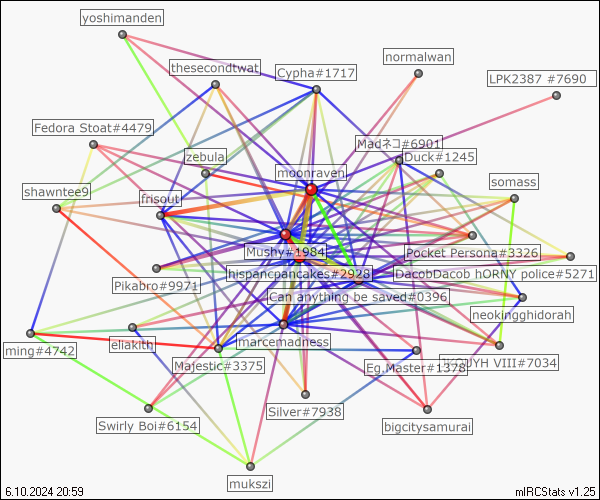 yoshimanden
normalwan
thesecondtwat
Cypha#1717
LPK2387 #7690
Fedora Stoat#4479
Madネコ#6901
zebula
Duck#1245
moonraven
shawntee9
frisout
somass
Mushy#1984
Pocket Persona#3326
hispancpancakes#2928
DacobDacob hORNY police#5271
Pikabro#9971
Can anything be saved#0396
neokingghidorah
eliakith
marcemadness
ming#4742
Majestic#3375
Eg.Master#1378
VIII#7034
Silver#7938
Swirly Boi#6154
bigcitysamurai
mukszi
6.10.2024 20:59
mIRCStats v1.25